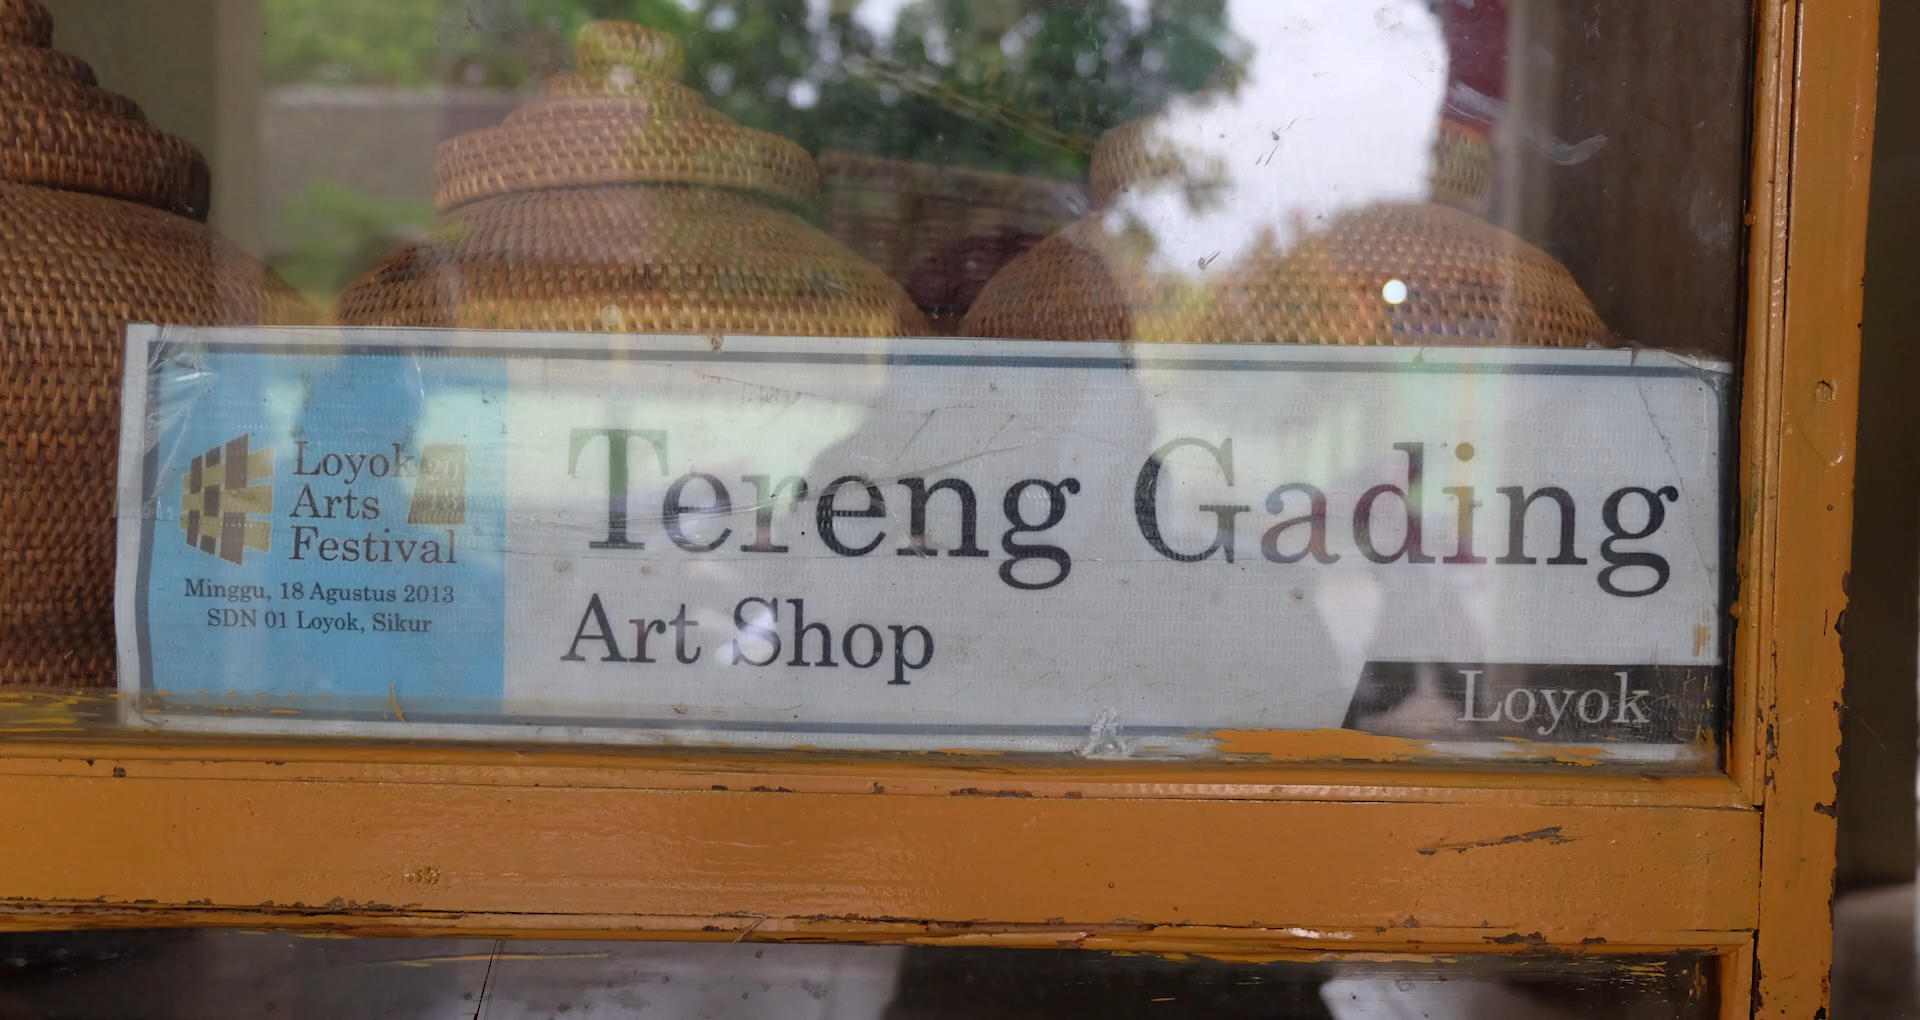 Loyok
Arts
Festival
Minggu, 18 Agustus 2013
SDN 01 Loyok, Sikur
Tereng Gading
Art Shop
Loyok